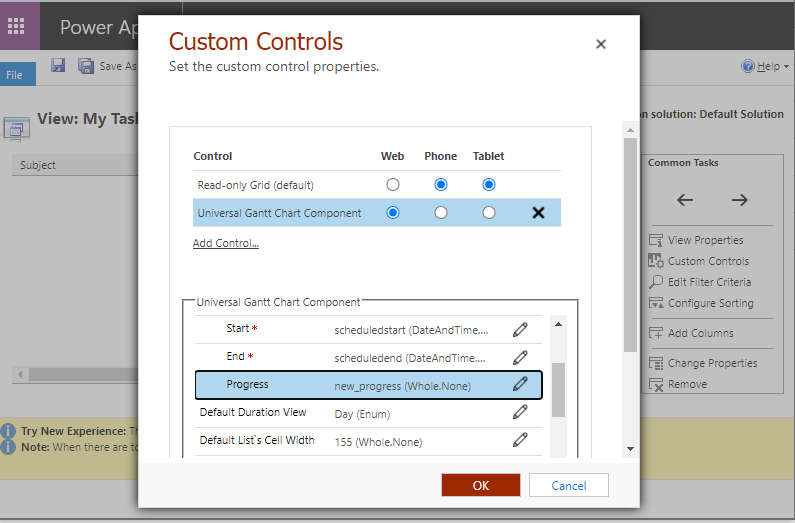 Power Ap
Custom Controls
Set the custom control properties.
File
Save As
Help
View: My Tas
n solution: Default Solution
Subject
Control Web Phone Tablet
Read-only Grid (default)
Universal Gantt Chart Component
Add Control...
Common Tasks
View Properties
Custom Controls
Edit Filter Criteria
Configure Sorting
Add Columns
Change Properties
Remove
Universal Gantt Chart Component
Start * scheduledstart (DateAndTime....
End * scheduledend (DateAndTime....
Progress new_progress (Whole.None)
Default Duration View Day (Enum)
Default List`s Cell Width 155 (Whole.None)
Try New Experience: Th
Note: When there are to
OK Cancel